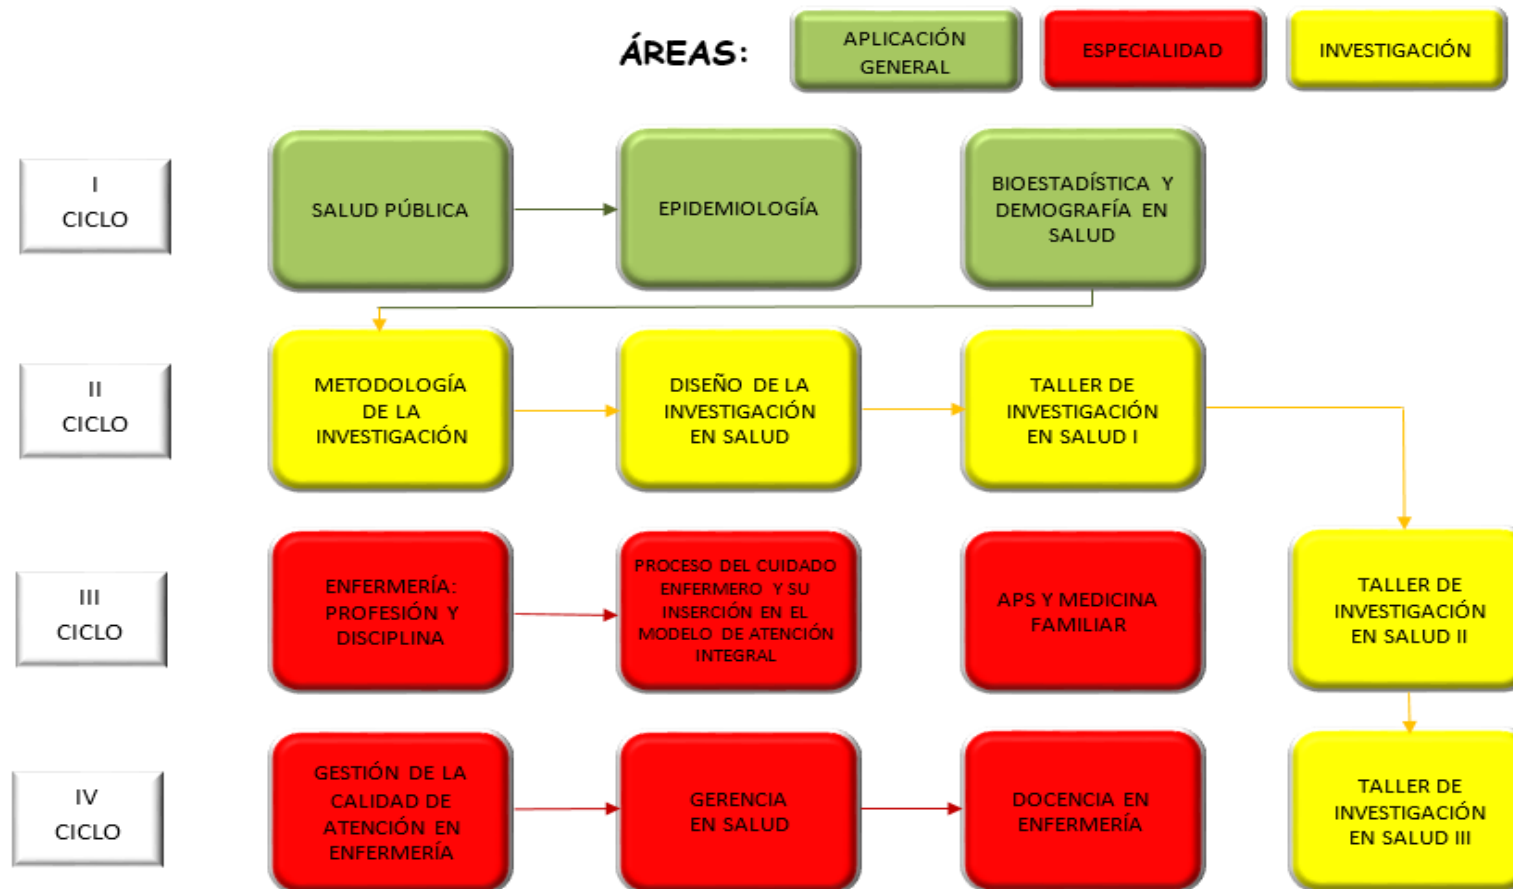 ÁREAS:
APLICACIÓN
GENERAL
ESPECIALIDAD
INVESTIGACIÓN
I
CICLO
SALUD PÚBLICA
EPIDEMIOLOGÍA
BIOESTADÍSTICA Y
DEMOGRAFÍA EN
SALUD
II
CICLO
METODOLOGÍA
DE LA
INVESTIGACIÓN
DISEÑO DE LA
INVESTIGACIÓN
EN SALUD
TALLER DE
INVESTIGACIÓN
EN SALUD I
III
CICLO
ENFERMERÍA:
PROFESIÓN Y
DISCIPLINA
PROCESO DEL CUIDADO
ENFERMERO Y SU
INSERCIÓN EN EL
MODELO DE ATENCIÓN
INTEGRAL
APS Y MEDICINA
FAMILIAR
TALLER DE
INVESTIGACIÓN
EN SALUD II
IV
CICLO
GESTIÓN DE LA
CALIDAD DE
ATENCIÓN EN
ENFERMERÍA
GERENCIA
EN SALUD
DOCENCIA EN
ENFERMERÍA
TALLER DE
INVESTIGACIÓN
EN SALUD III